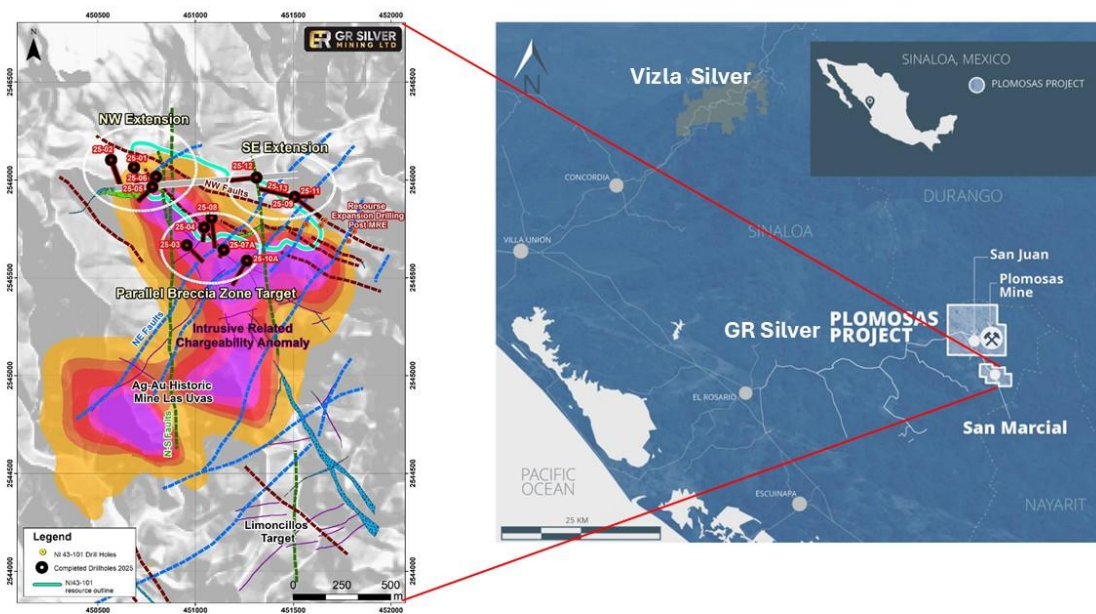 450500
451000
451500
452000
GR SILVER
MINING LTD
N
2546500
2546000
2545500
2545000
2544500
2544000
NW Extension
SE Extension
25-02
25-01
25-06
25-05
25-12
25-13
25-11
25-09
NW Faults
25-08
25-04
25-03
25-07A
25-10A
Resourse
Expansion Drilling
Post MRE
Parallel Breccia Zone Target
NE Faults
Intrusive Related
Chargeability Anomaly
Ag-Au Historic
Mine Las Uvas
N-S Faults
Limoncillos
Target
Legend
NI 43-101 Drill Holes
Completed Drillholes 2025
NI43-101
resource outline
0 250 500
m
450500
451000
451500
452000
N
Vizla Silver
SINALOA, MEXICO
PLOMOSAS PROJECT
CONCORDIA
DURANGO
VILLA UNION
SINALOA
San Juan
Plomosas
Mine
GR Silver
PLOMOSAS
PROJECT
EL ROSARIO
San Marcial
PACIFIC
OCEAN
ESCUINAPA
NAYARIT
25 KM